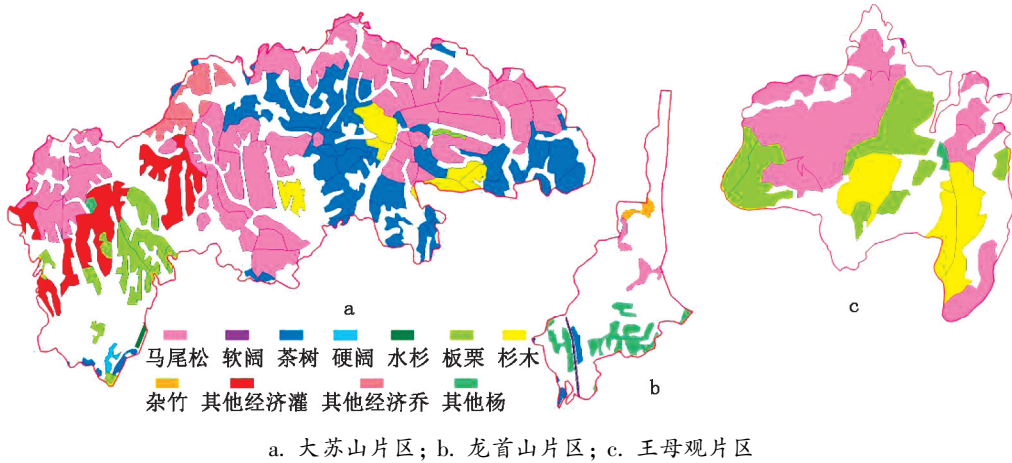 a
b
c
马尾松 软阔 茶树 硬阔 水杉 板栗 杉木
杂竹 其他经济灌 其他经济乔 其他杨
a. 大苏山片区; b. 龙首山片区; c. 王母观片区